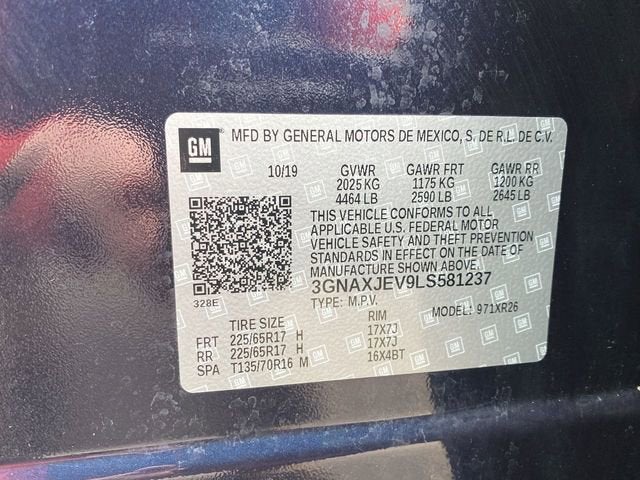 GM MFD BY GENERAL MOTORS DE MEXICO, S. DE R.L. DE C.V.
10/19 GVWR GAWR FRT GAWR RR
2025 KG 1175 KG 1200 KG
4464 LB 2590 LB 2645 LB
THIS VEHICLE CONFORMS TO ALL
APPLICABLE U.S. FEDERAL MOTOR
VEHICLE SAFETY AND THEFT PREVENTION
STANDARDS IN EFFECT ON THE DATE OF
MANUFACTURE SHOWN ABOVE.
3GNAXJEV9LS581237
328E TYPE: M.P.V. MODEL: 971XR26
TIRE SIZE RIM
FRT 225/65R17 H 17X7J
RR 225/65R17 H 17X7J
SPA T135/70R16 M 16X4BT